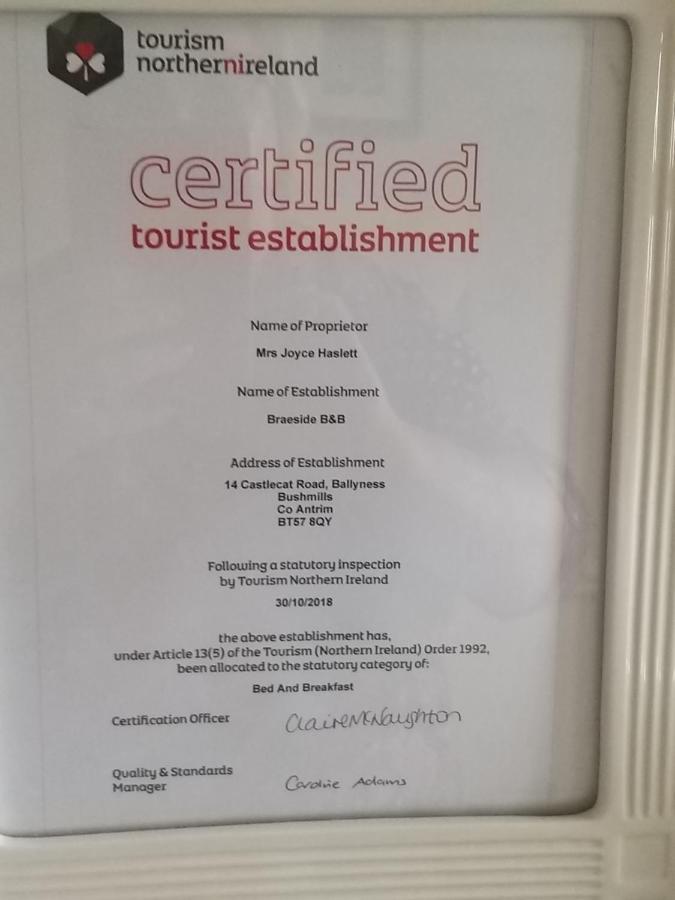 tourism
northernireland
certified
tourist establishment
Name of Proprietor
Mrs Joyce Haslett
Name of Establishment
Braeside B&B
Address of Establishment
14 Castlecat Road, Ballyness
Bushmills
Co Antrim
BT57 8QY
Following a statutory inspection
by Tourism Northern Ireland
30/10/2018
the above establishment has,
under Article 13(5) of the Tourism (Northern Ireland) Order 1992,
been allocated to the statutory category of:
Bed And Breakfast
Certification Officer
Claire McNaughton
Quality & Standards
Manager
Caroline Adams